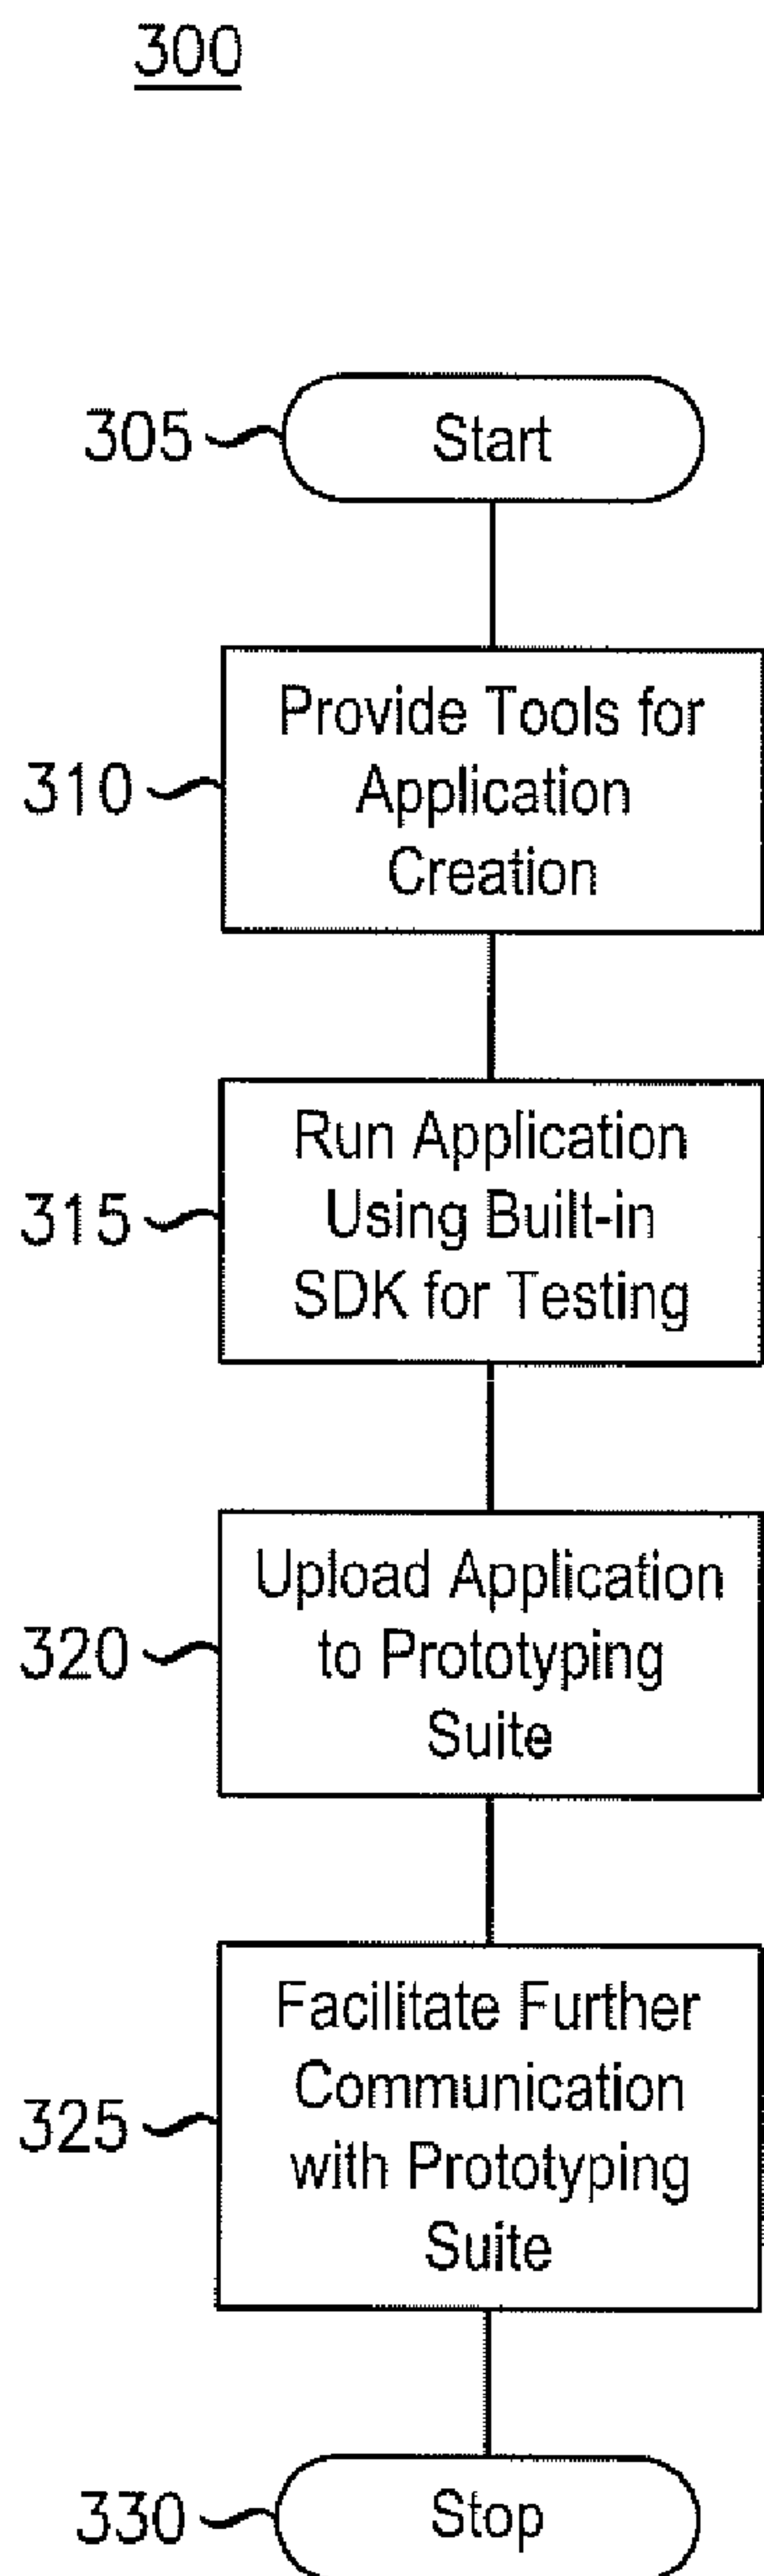 300
305
Start
310
Provide Tools for
Application
Creation
315
Run Application
Using Built-in
SDK for Testing
320
Upload Application
to Prototyping
Suite
325
Facilitate Further
Communication
with Prototyping
Suite
330
Stop